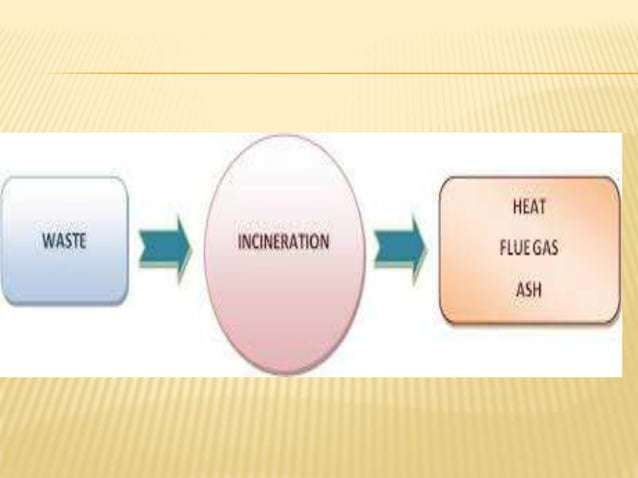 WASTE
INCINERATION
HEAT
FLUE GAS
ASH